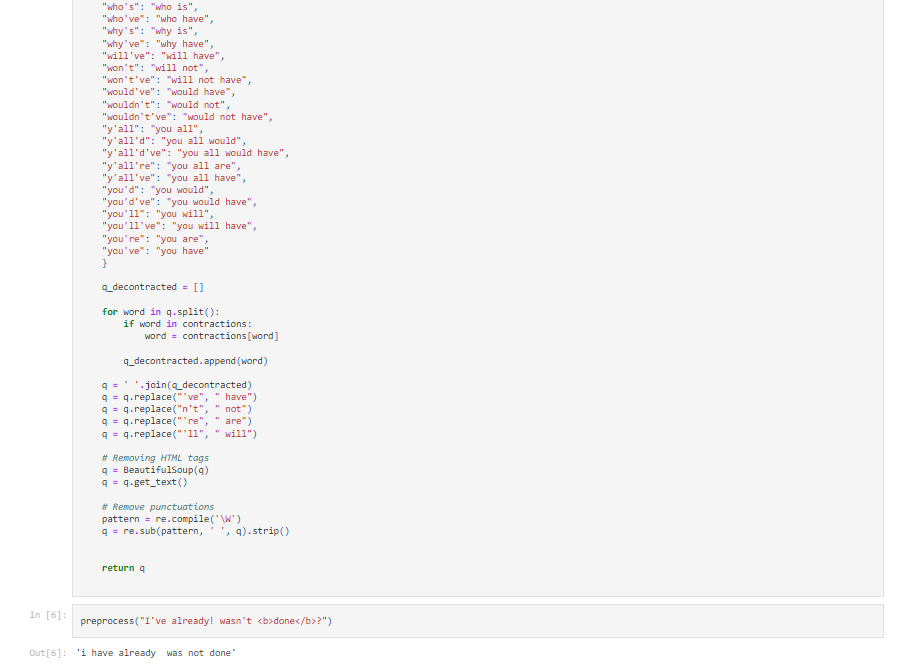 "who's": "who is",
"who've": "who have",
"why's": "why is",
"why've": "why have",
"will've": "will have",
"won't": "will not",
"won't've": "will not have",
"would've": "would have",
"wouldn't": "would not",
"wouldn't've": "would not have",
"y'all": "you all",
"y'all'd": "you all would",
"y'all'd've": "you all would have",
"y'all're": "you all are",
"y'all've": "you all have",
"you'd": "you would",
"you'd've": "you would have",
"you'll": "you will",
"you'll've": "you will have",
"you're": "you are",
"you've": "you have"
}
q_decontracted = []
for word in q.split():
if word in contractions:
word = contractions[word]
q_decontracted.append(word)
q = ' '.join(q_decontracted)
q = q.replace("'ve", " have")
q = q.replace("n't", " not")
q = q.replace("'re", " are")
q = q.replace("'ll", " will")
# Removing HTML tags
q = BeautifulSoup(q)
q = q.get_text()
# Remove punctuations
pattern = re.compile('\W')
q = re.sub(pattern, ' ', q).strip()
return q
In [6]: preprocess("I've already! wasn't <b>done</b>?")
Out[6]: 'i have already  was not done'